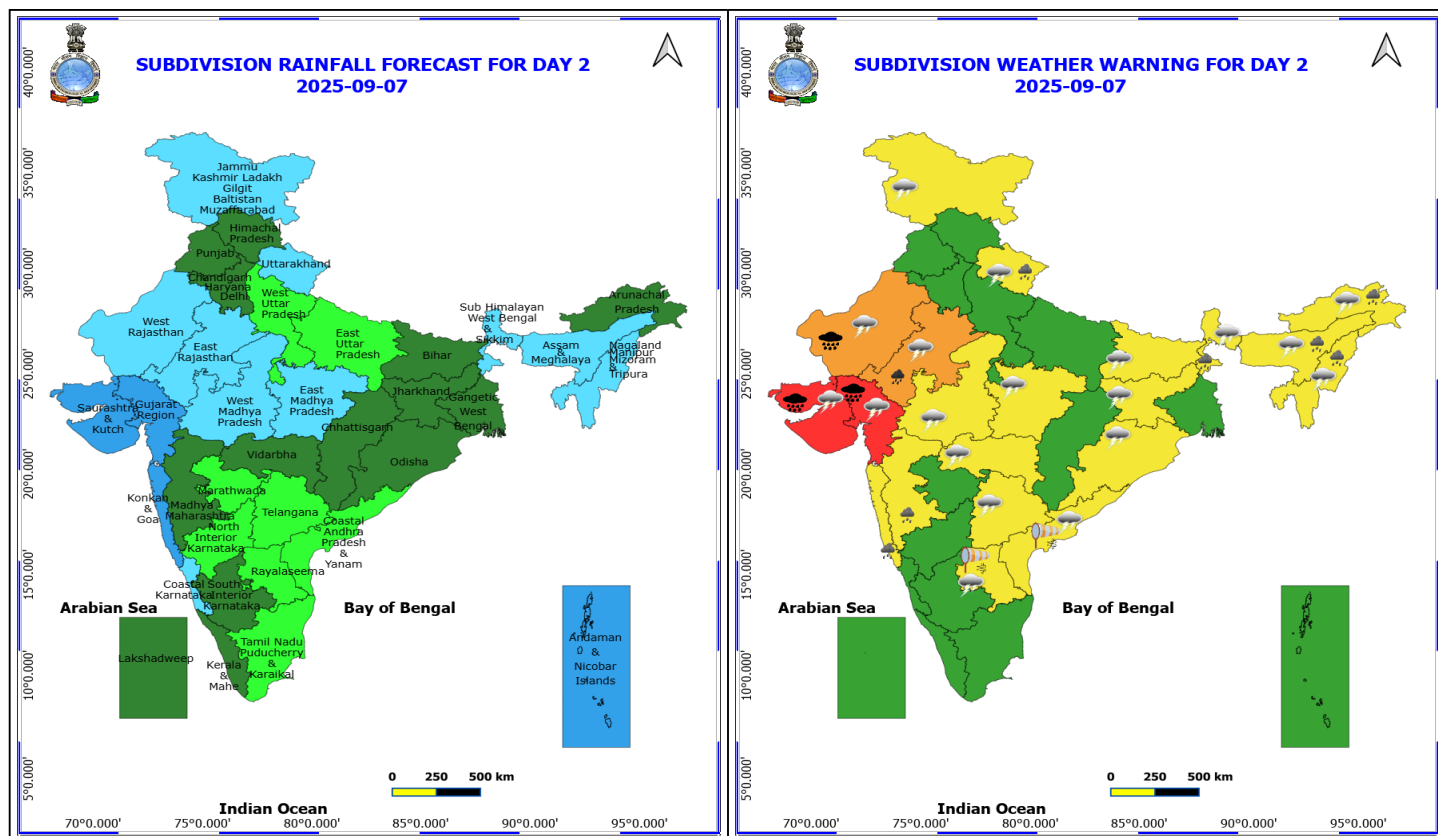 SUBDIVISION RAINFALL FORECAST FOR DAY 2
2025-09-07
40°0.000'
35°0.000'
30°0.000'
25°0.000'
20°0.000'
15°0.000'
10°0.000'
5°0.000'
Jammu
Kashmir Ladakh
Gilgit
Baltistan
Muzaffarabad
Himachal
Pradesh
Punjab
Uttarakhand
Chandigarh
Haryana
Delhi
West
Uttar
Pradesh
Arunachal
Pradesh
West
Rajasthan
East
Rajasthan
East
Uttar
Pradesh
Sub Himalayan
West Bengal
&
Sikkim
Assam
&
Meghalaya
Nagaland
Manipur
Mizoram
&
Tripura
Bihar
Jharkhand
Gangetic
West
Bengal
Saurashtra
&
Kutch
Gujarat
Region
West
Madhya
Pradesh
East
Madhya
Pradesh
Chhattisgarh
Vidarbha
Odisha
Konkan
&
Goa
Madhya
Maharashtra
Marathwada
North
Interior
Karnataka
Telangana
Coastal
Andhra
Pradesh
&
Yanam
Rayalaseema
Coastal
Karnataka
South
Interior
Karnataka
Tamil Nadu
Puducherry
&
Karaikal
Kerala
&
Mahe
Arabian Sea
Bay of Bengal
Lakshadweep
Andaman
&
Nicobar
Islands
0 250 500 km
Indian Ocean
70°0.000' 75°0.000' 80°0.000' 85°0.000' 90°0.000' 95°0.000'
SUBDIVISION WEATHER WARNING FOR DAY 2
2025-09-07
40°0.000'
35°0.000'
30°0.000'
25°0.000'
20°0.000'
15°0.000'
10°0.000'
5°0.000'
Arabian Sea
Bay of Bengal
0 250 500 km
Indian Ocean
70°0.000' 75°0.000' 80°0.000' 85°0.000' 90°0.000' 95°0.000'